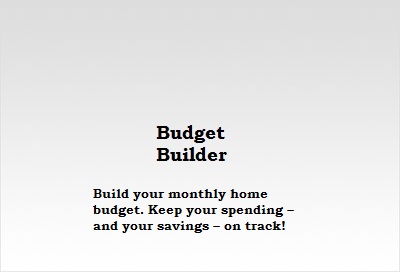 Budget
Builder
Build your monthly home
budget. Keep your spending –
and your savings – on track!